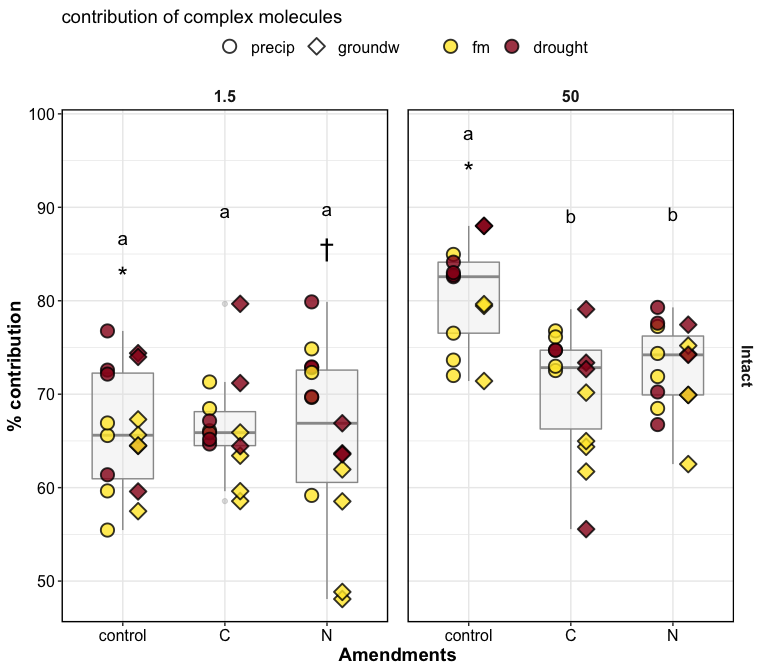 contribution of complex molecules
precip groundw fm drought
1.5 50
100
90
80
70
60
50
% contribution
a
*
a
a
†
a
*
b
b
Intact
control C N control C N
Amendments